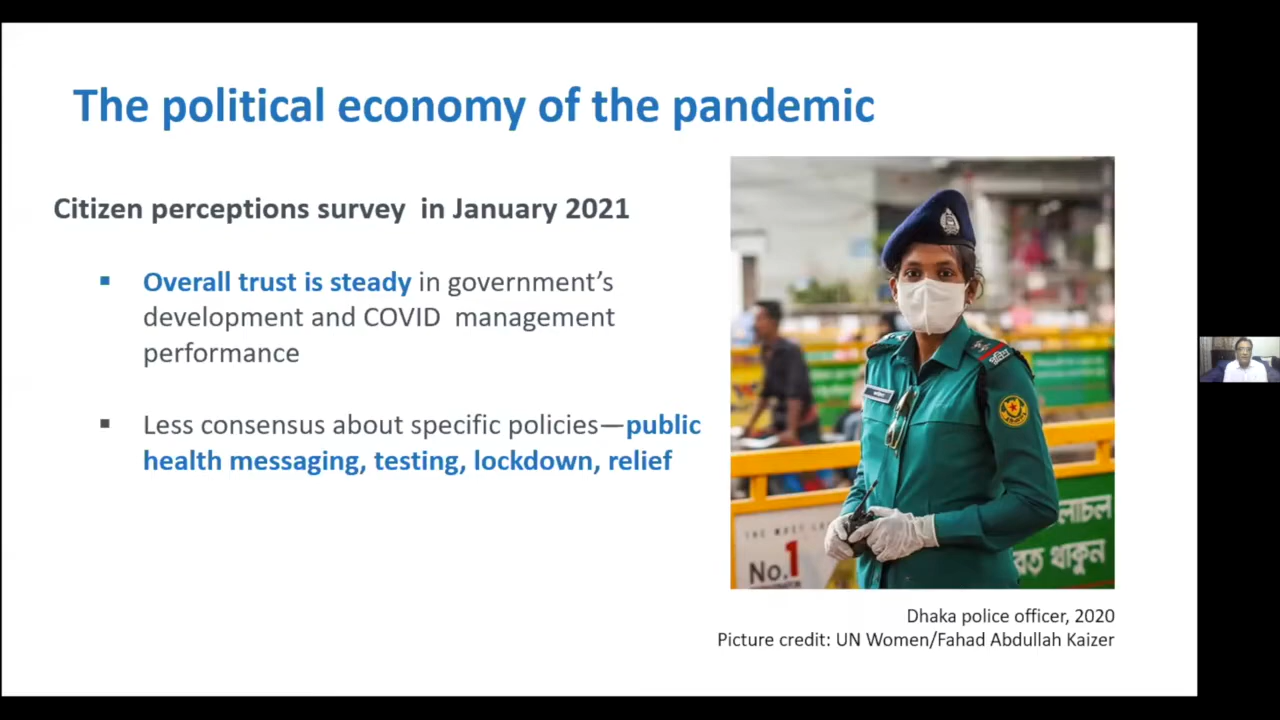 The political economy of the pandemic
Citizen perceptions survey  in January 2021
▪ Overall trust is steady in government’s
development and COVID  management
performance
▪ Less consensus about specific policies—public
health messaging, testing, lockdown, relief
পুলিশ
No.1
লাচল
রত থাকুন
Dhaka police officer, 2020
Picture credit: UN Women/Fahad Abdullah Kaizer